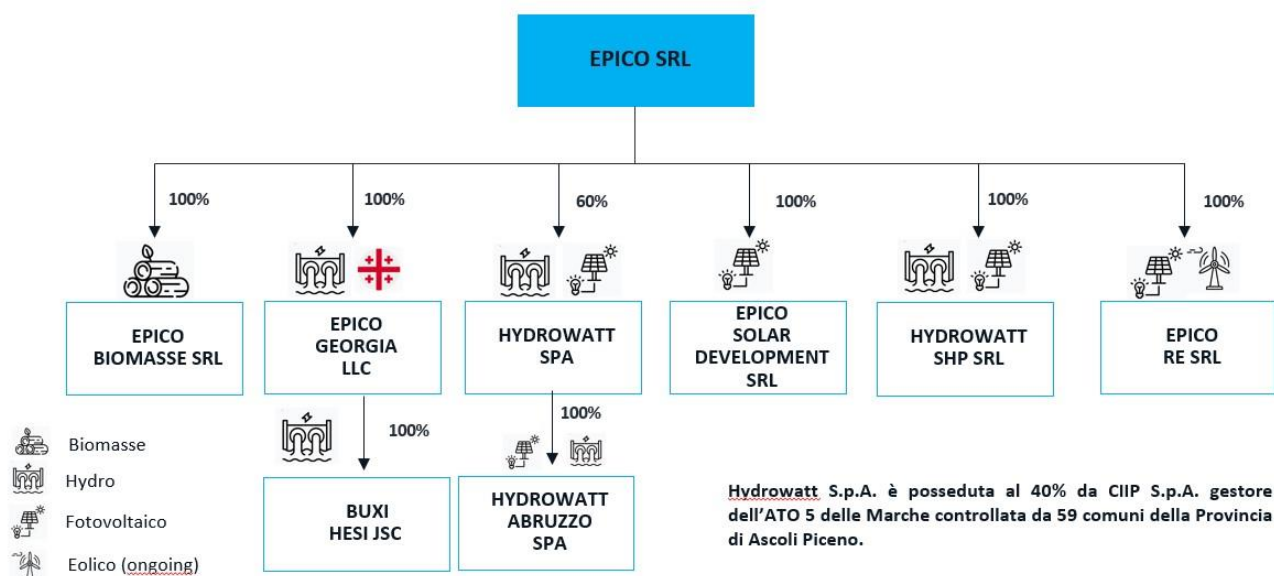 EPICO SRL
100%
100%
60%
100%
100%
100%
EPICO
BIOMASSE SRL
EPICO
GEORGIA
LLC
HYDROWATT
SPA
EPICO
SOLAR
DEVELOPMENT
SRL
HYDROWATT
SHP SRL
EPICO
RE SRL
100%
100%
BUXI
HESI JSC
HYDROWATT
ABRUZZO
SPA
Biomasse
Hydro
Fotovoltaico
Eolico (ongoing)
Hydrowatt S.p.A. è posseduta al 40% da CIIP S.p.A. gestore
dell’ATO 5 delle Marche controllata da 59 comuni della Provincia
di Ascoli Piceno.